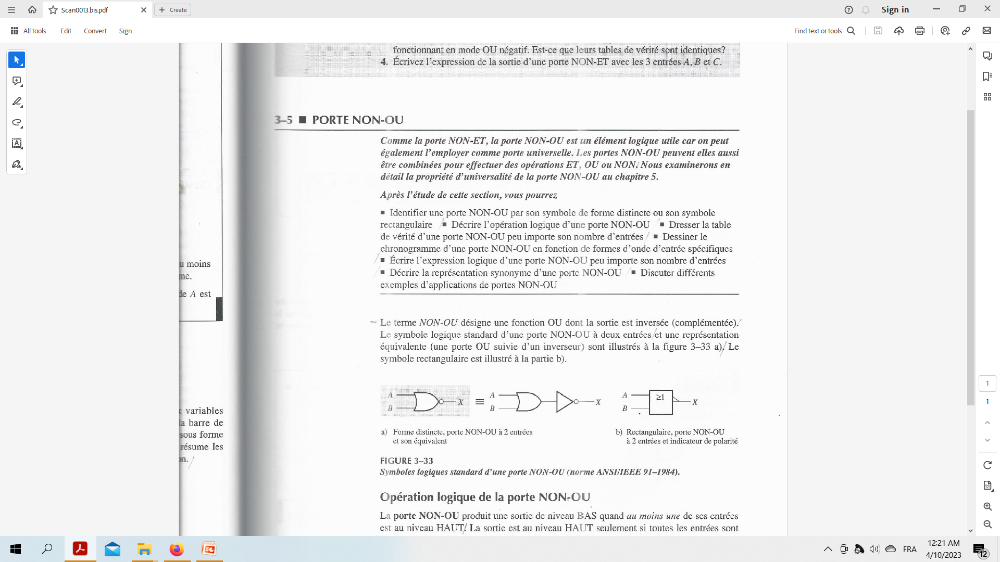 Scan0013.bis.pdf
Create
Sign in
All tools
Edit
Convert
Sign
Find text or tools
fonctionnant en mode OU négatif. Est-ce que leurs tables de vérité sont identiques?
4. Écrivez l'expression de la sortie d'une porte NON-ET avec les 3 entrées A, B et C.
3–5 ■ PORTE NON-OU
Comme la porte NON-ET, la porte NON-OU est un élément logique utile car on peut
également l'employer comme porte universelle. Les portes NON-OU peuvent elles aussi
être combinées pour effectuer des opérations ET, OU ou NON. Nous examinerons en
détail la propriété d'universalité de la porte NON-OU au chapitre 5.
Après l'étude de cette section, vous pourrez
■ Identifier une porte NON-OU par son symbole de forme distincte ou son symbole
rectangulaire ■ Décrire l'opération logique d'une porte NON-OU ■ Dresser la table
de vérité d'une porte NON-OU peu importe son nombre d'entrées ■ Dessiner le
chronogramme d'une porte NON-OU en fonction de formes d'onde d'entrée spécifiques
■ Écrire l'expression logique d'une porte NON-OU peu importe son nombre d'entrées
■ Décrire la représentation synonyme d'une porte NON-OU ■ Discuter différents
exemples d'applications de portes NON-OU
u moins
me.
de A est
Le terme NON-OU désigne une fonction OU dont la sortie est inversée (complémentée).
Le symbole logique standard d'une porte NON-OU à deux entrées et une représentation
équivalente (une porte OU suivie d'un inverseur) sont illustrés à la figure 3–33 a). Le
symbole rectangulaire est illustré à la partie b).
variables
la barre de
sous forme
résume les
on.
A
B
X
≡
A
B
X
A
B
≥1
X
a) Forme distincte, porte NON-OU à 2 entrées
et son équivalent
b) Rectangulaire, porte NON-OU
à 2 entrées et indicateur de polarité
FIGURE 3–33
Symboles logiques standard d'une porte NON-OU (norme ANSI/IEEE 91–1984).
Opération logique de la porte NON-OU
La porte NON-OU produit une sortie de niveau BAS quand au moins une de ses entrées
est au niveau HAUT. La sortie est au niveau HAUT seulement si toutes les entrées sont
1
1
FRA
12:21 AM
4/10/2023
12